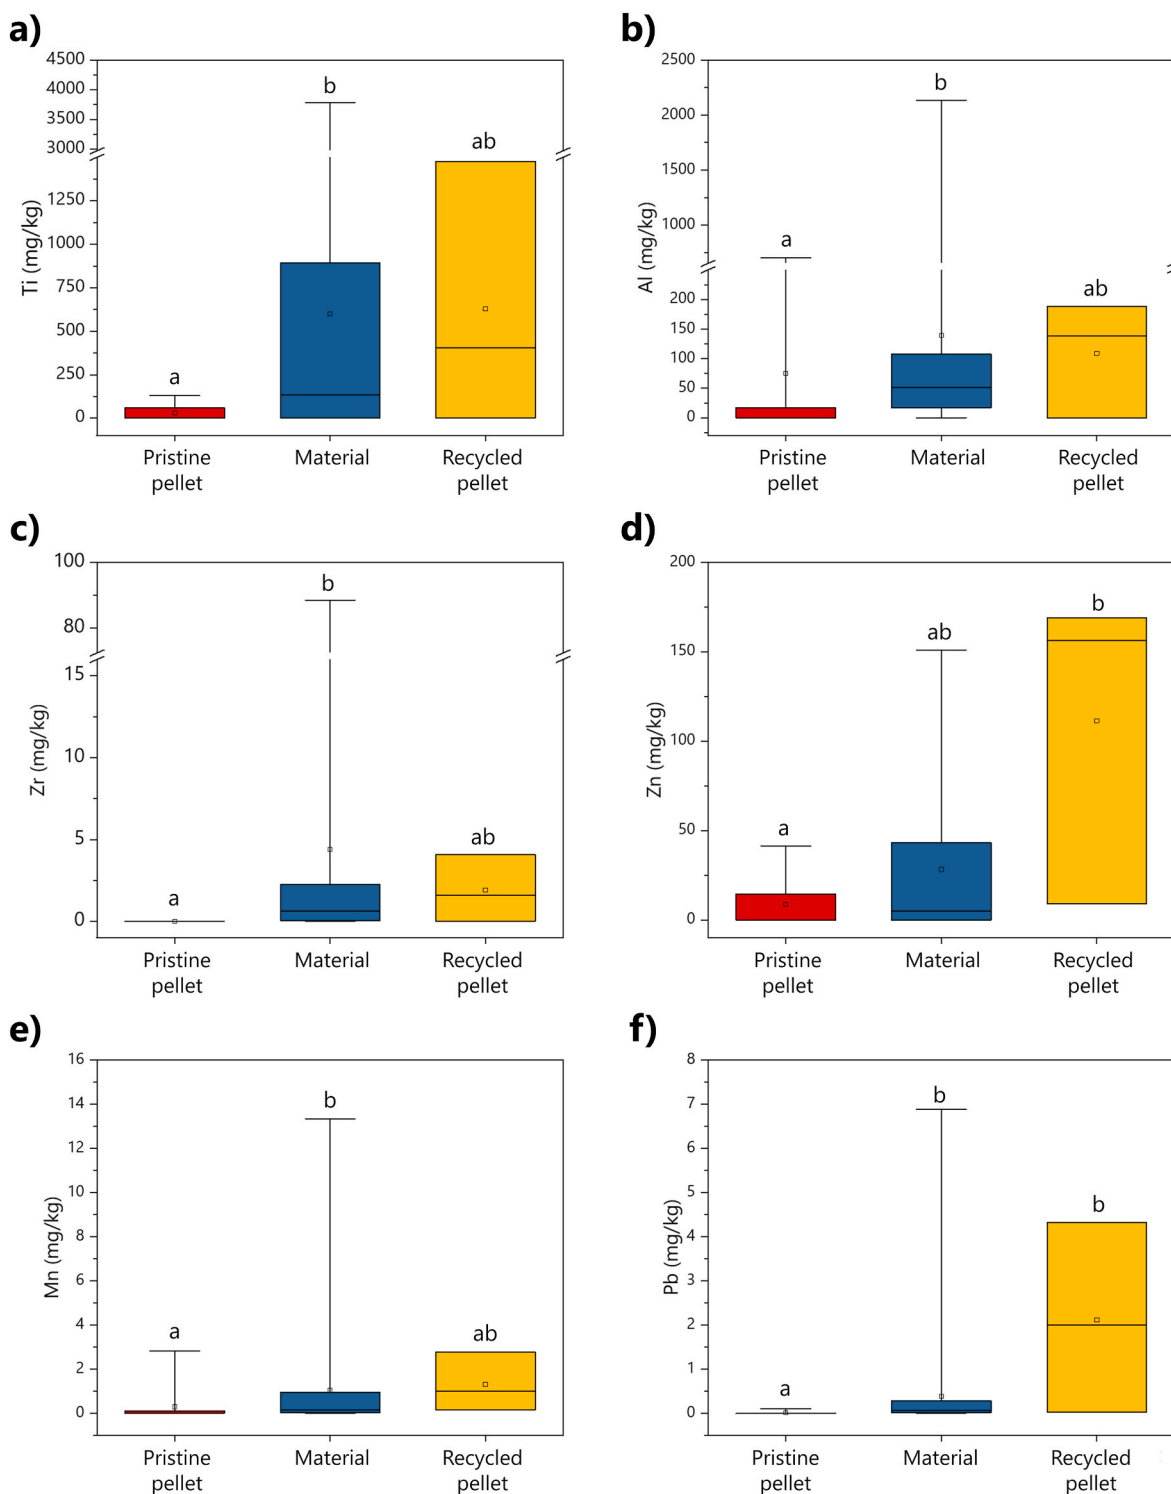 a)
4500
4000
3500
3000
1250
1000
750
500
250
0
Ti (mg/kg)
a
b
ab
Pristine
pellet
Material
Recycled
pellet
b)
2500
2000
1500
1000
200
150
100
50
0
Al (mg/kg)
a
b
ab
Pristine
pellet
Material
Recycled
pellet
c)
100
80
15
10
5
0
Zr (mg/kg)
a
b
ab
Pristine
pellet
Material
Recycled
pellet
d)
200
150
100
50
0
Zn (mg/kg)
a
ab
b
Pristine
pellet
Material
Recycled
pellet
e)
16
14
12
10
8
6
4
2
0
Mn (mg/kg)
a
b
ab
Pristine
pellet
Material
Recycled
pellet
f)
8
7
6
5
4
3
2
1
0
Pb (mg/kg)
a
b
b
Pristine
pellet
Material
Recycled
pellet